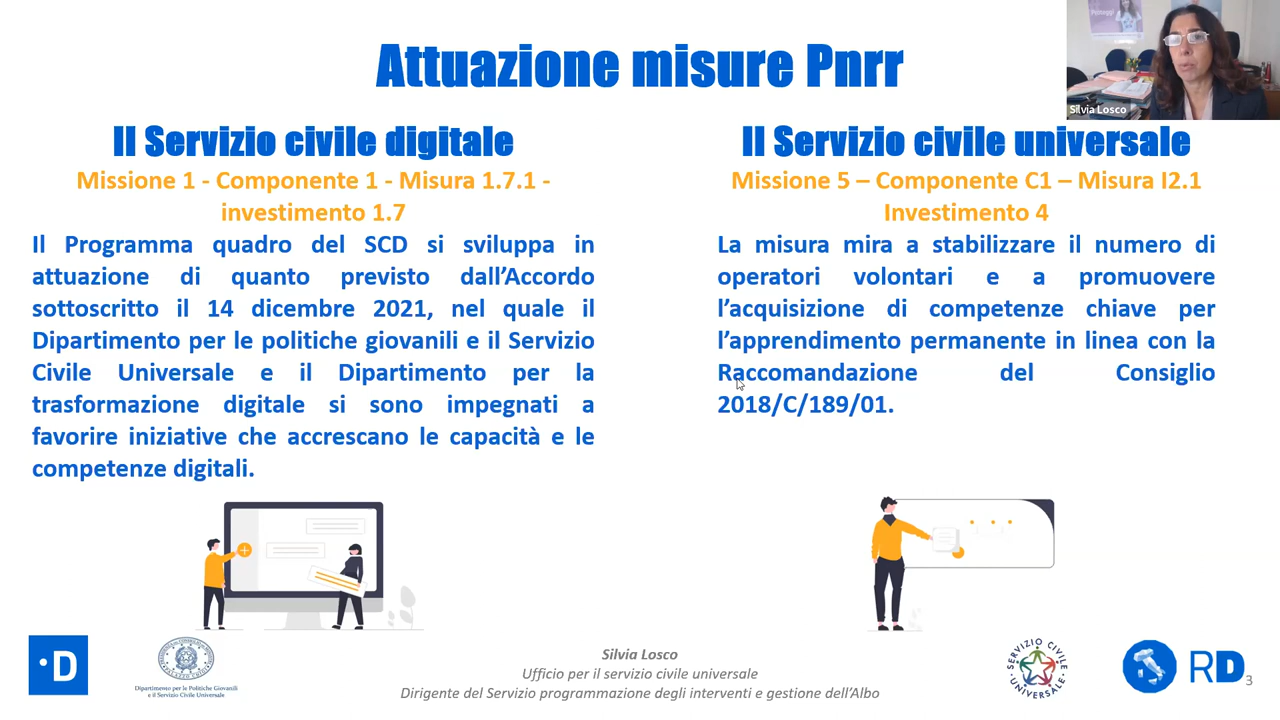 Attuazione misure Pnrr
Silvia Losco
Il Servizio civile digitale
Missione 1 - Componente 1 - Misura 1.7.1 -
investimento 1.7
Il Programma quadro del SCD si sviluppa in
attuazione di quanto previsto dall’Accordo
sottoscritto il 14 dicembre 2021, nel quale il
Dipartimento per le politiche giovanili e il Servizio
Civile Universale e il Dipartimento per la
trasformazione digitale si sono impegnati a
favorire iniziative che accrescano le capacità e le
competenze digitali.
Il Servizio civile universale
Missione 5 – Componente C1 – Misura I2.1
Investimento 4
La misura mira a stabilizzare il numero di
operatori volontari e a promuovere
l’acquisizione di competenze chiave per
l’apprendimento permanente in linea con la
Raccomandazione del Consiglio
2018/C/189/01.
·D
Dipartimento per le Politiche Giovanili
e il Servizio Civile Universale
Silvia Losco
Ufficio per il servizio civile universale
Dirigente del Servizio programmazione degli interventi e gestione dell’Albo
SERVIZIO CIVILE
UNIVERSALE
RD
3